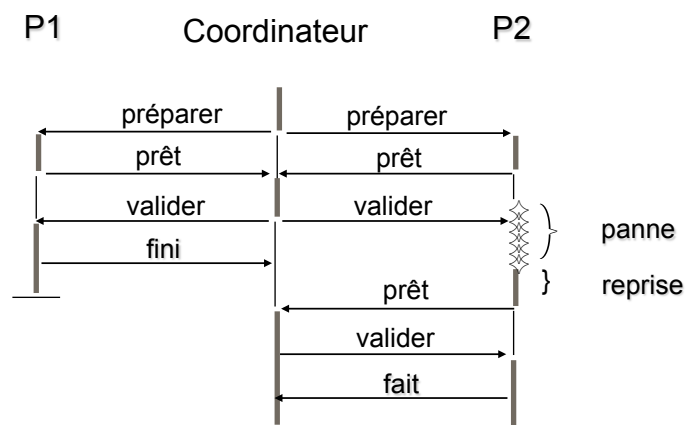 P1 Coordinateur P2
préparer préparer
prêt prêt
valider valider
panne
fini
reprise
prêt
valider
fait